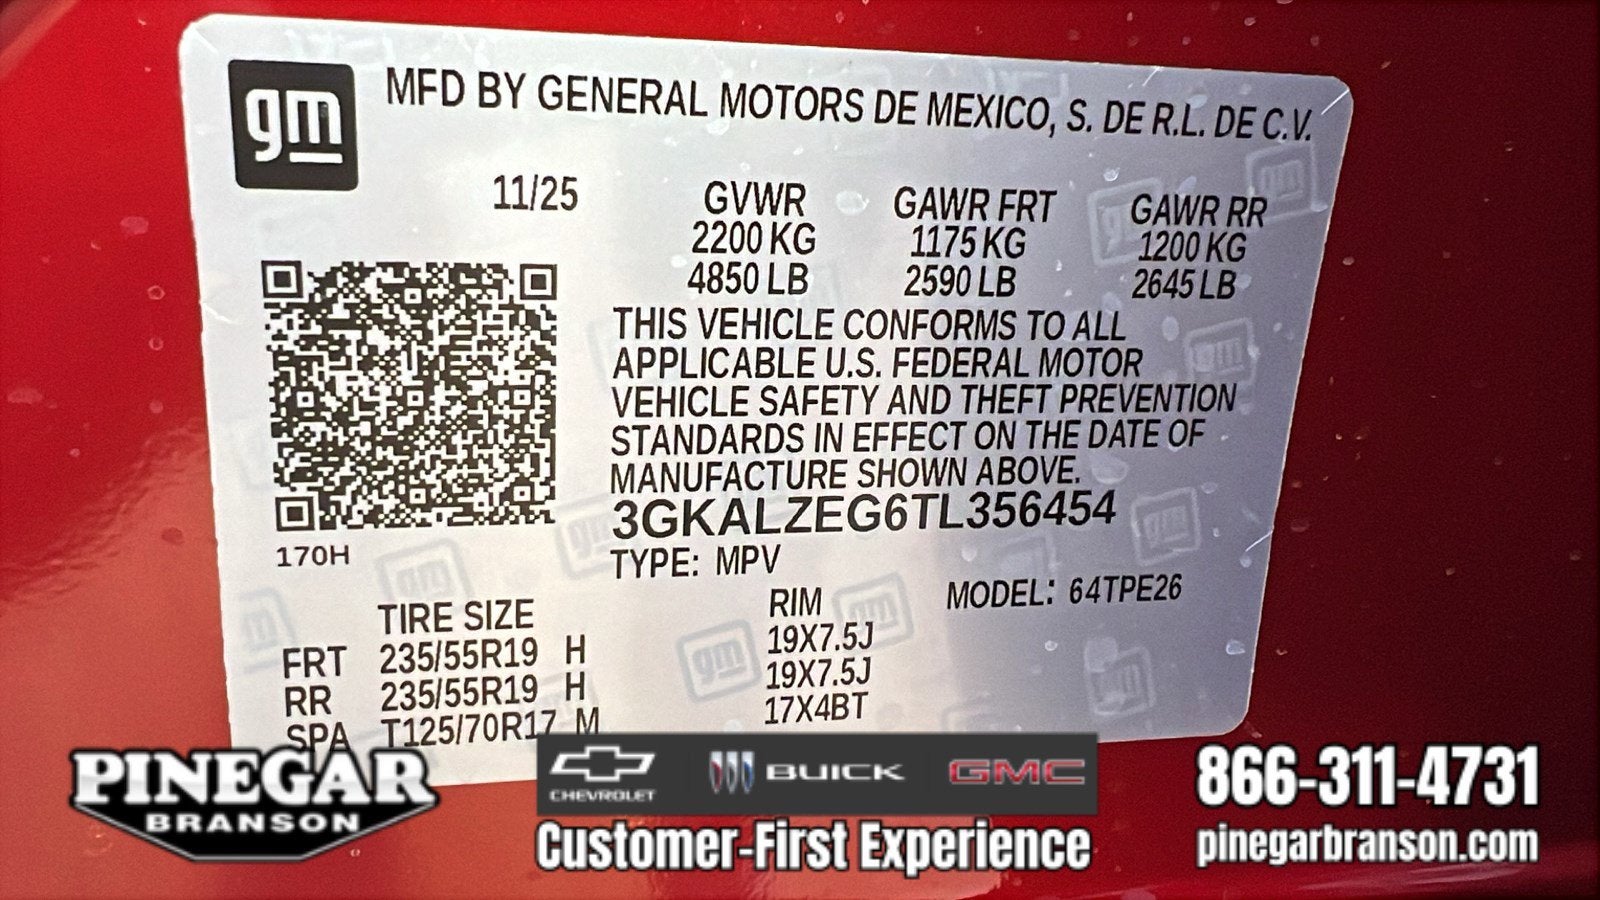 gm
MFD BY GENERAL MOTORS DE MEXICO, S. DE R.L. DE C.V.
11/25
GVWR GAWR FRT GAWR RR
2200 KG 1175 KG 1200 KG
4850 LB 2590 LB 2645 LB
THIS VEHICLE CONFORMS TO ALL
APPLICABLE U.S. FEDERAL MOTOR
VEHICLE SAFETY AND THEFT PREVENTION
STANDARDS IN EFFECT ON THE DATE OF
MANUFACTURE SHOWN ABOVE.
3GKALZEG6TL356454
170H
TYPE: MPV
MODEL: 64TPE26
TIRE SIZE RIM
FRT 235/55R19 H 19X7.5J
RR 235/55R19 H 19X7.5J
SPA T125/70R17 M 17X4BT
PINEGAR
BRANSON
CHEVROLET
BUICK
GMC
Customer-First Experience
866-311-4731
pinegarbranson.com